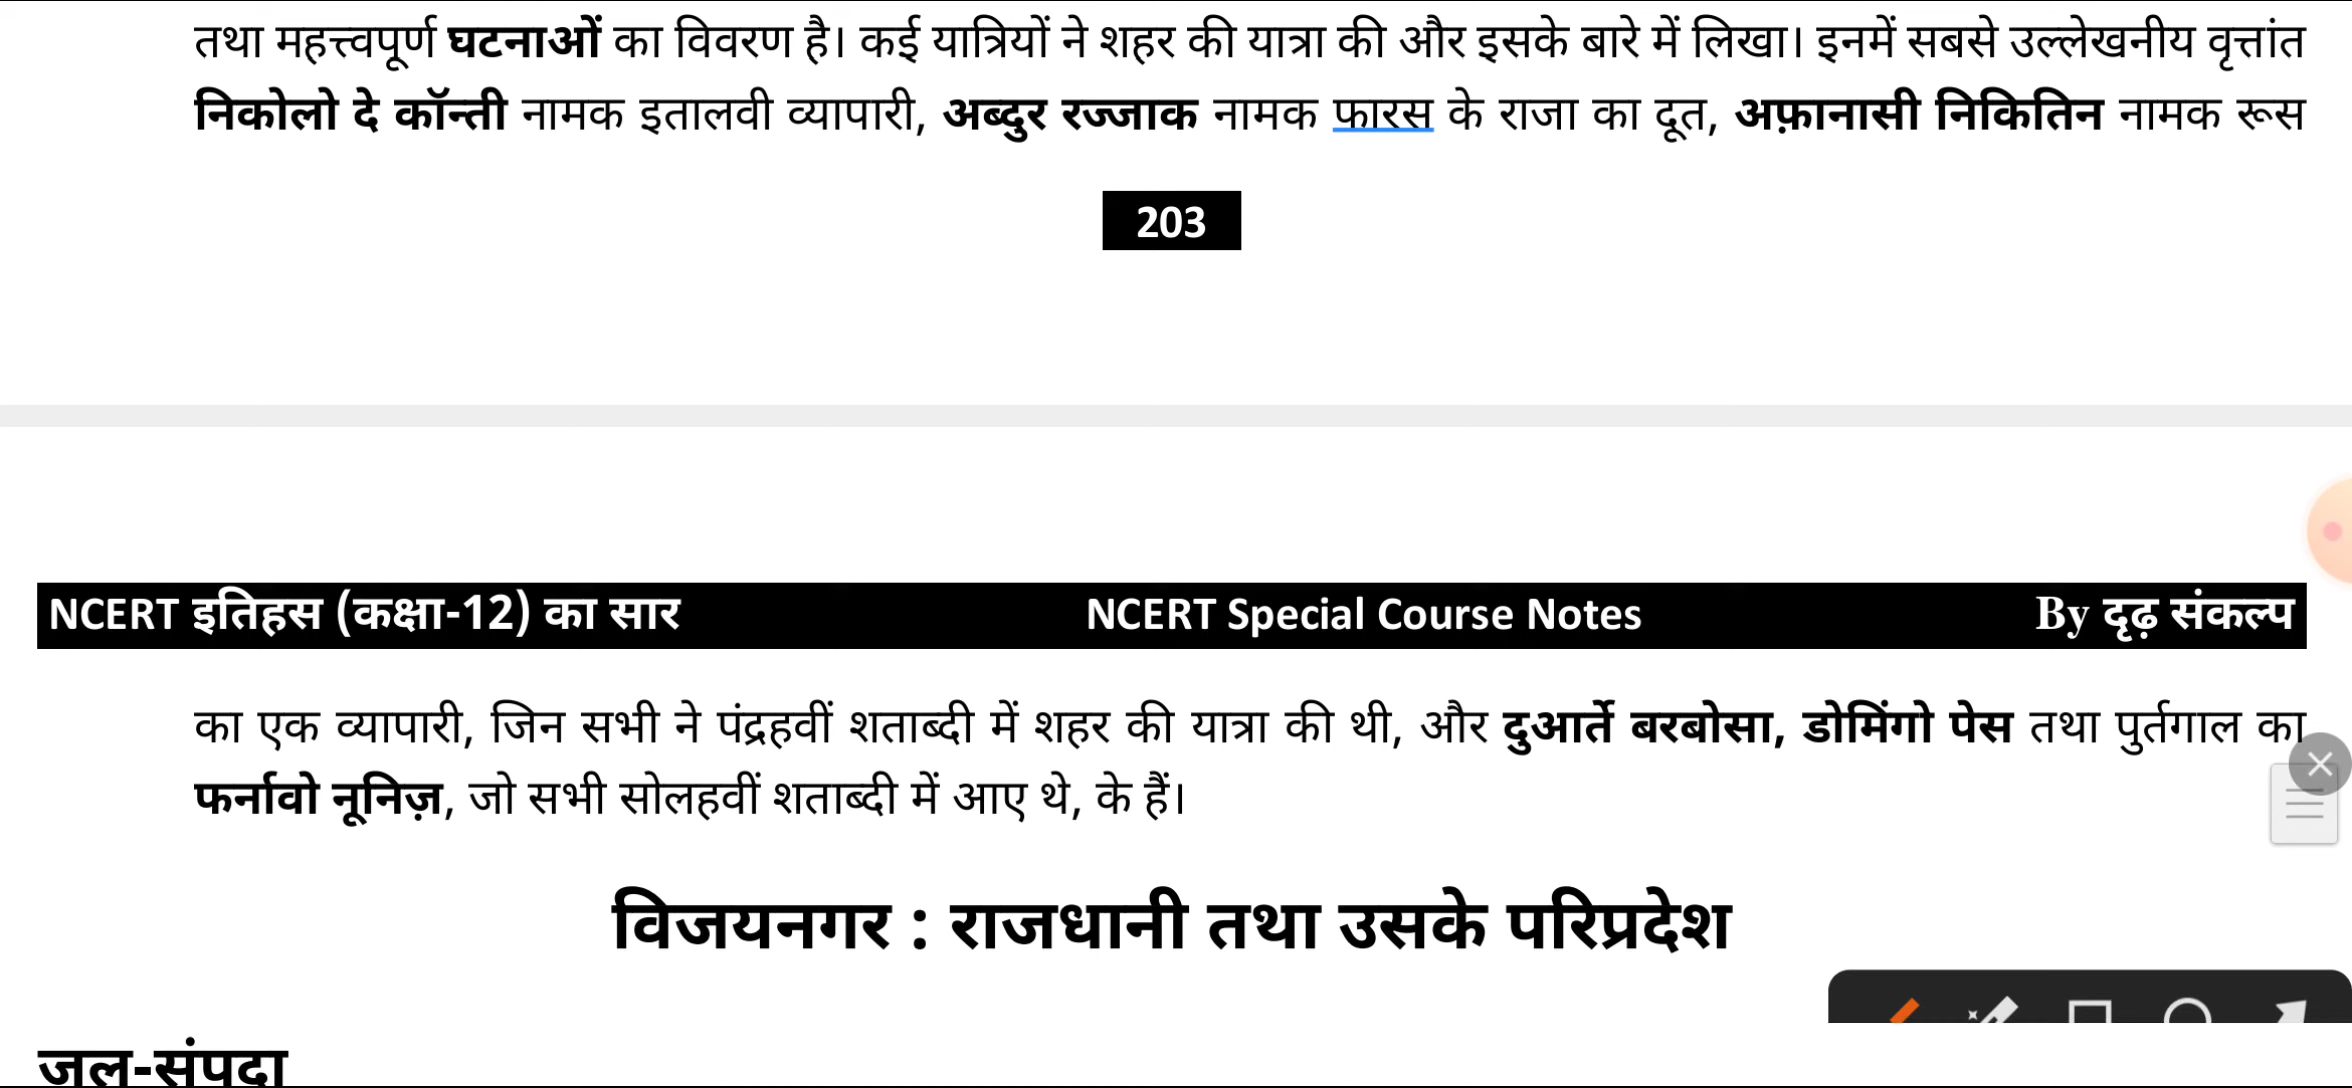 तथा महत्त्वपूर्ण घटनाओं का विवरण है। कई यात्रियों ने शहर की यात्रा की और इसके बारे में लिखा। इनमें सबसे उल्लेखनीय वृत्तांत
निकोलो दे कॉन्ती नामक इतालवी व्यापारी, अब्दुर रज्जाक नामक फारस के राजा का दूत, अफ़ानासी निकितिन नामक रूस
203
NCERT इतिहस (कक्षा-12) का सार NCERT Special Course Notes By दृढ़ संकल्प
का एक व्यापारी, जिन सभी ने पंद्रहवीं शताब्दी में शहर की यात्रा की थी, और दुआर्ते बरबोसा, डोमिंगो पेस तथा पुर्तगाल का
फर्नावो नूनिज़, जो सभी सोलहवीं शताब्दी में आए थे, के हैं।
विजयनगर : राजधानी तथा उसके परिप्रदेश
जल-संपदा